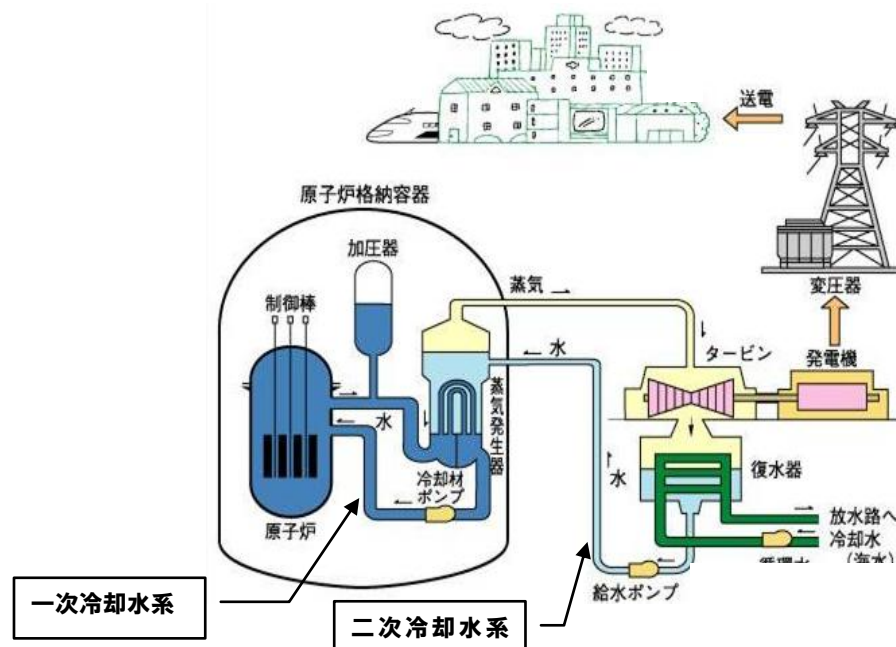 送電
原子炉格納容器
加圧器
変圧器
蒸気
制御棒
発電機
タービン
水
水
蒸気発生器
復水器
水
冷却材
ポンプ
原子炉
放水路へ
冷却水
(海水)
給水ポンプ
一次冷却水系
二次冷却水系